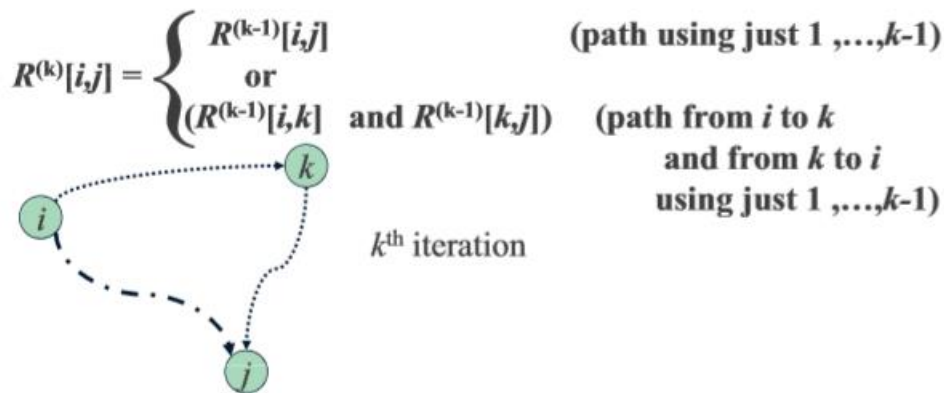 R⁽ᵏ⁻¹⁾[i,j] (path using just 1 ,…,k-1)
R⁽ᵏ⁾[i,j] = { or
(R⁽ᵏ⁻¹⁾[i,k] and R⁽ᵏ⁻¹⁾[k,j]) (path from i to k
and from k to i
using just 1 ,…,k-1)
k
i
kᵗʰ iteration
j